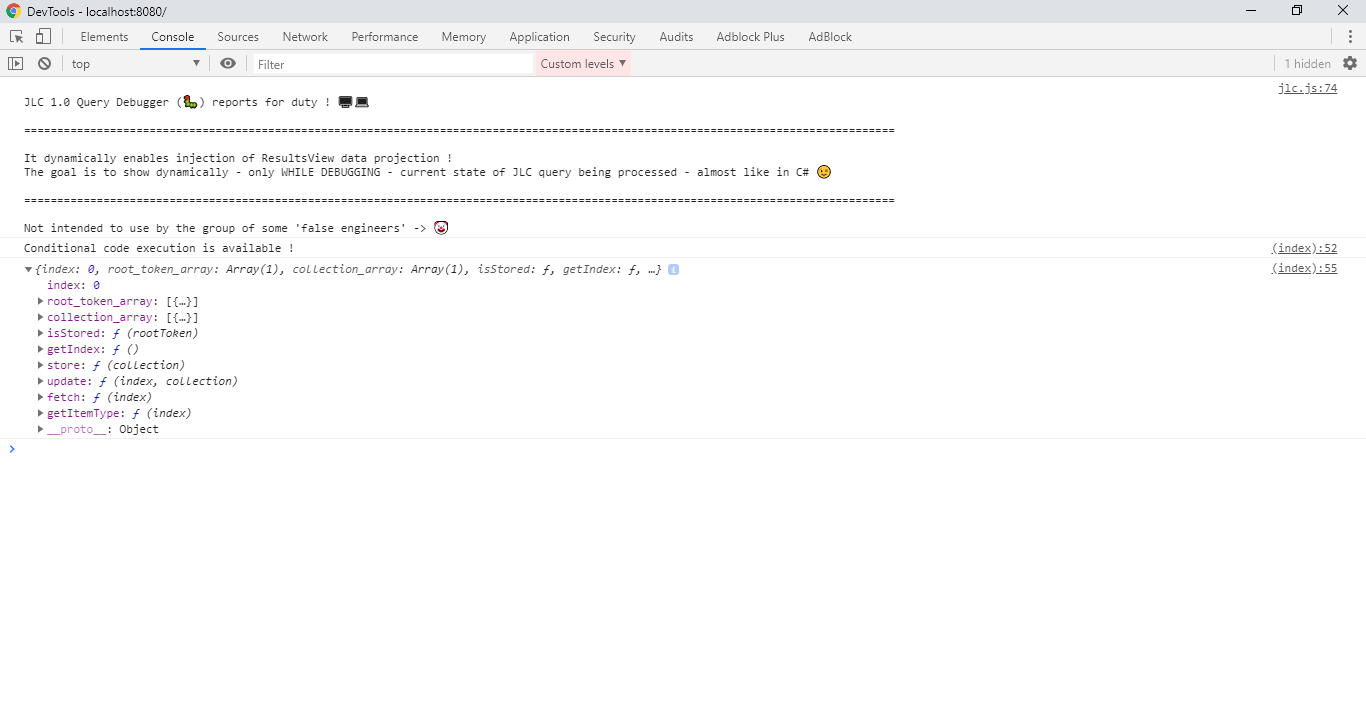 DevTools - localhost:8080/
Elements Console Sources Network Performance Memory Application Security Audits Adblock Plus AdBlock
top ▼ Filter Custom levels ▼ 1 hidden
jlc.js:74
JLC 1.0 Query Debugger (🐛) reports for duty ! 🖥💻
====================================================================================================================================
It dynamically enables injection of ResultsView data projection !
The goal is to show dynamically - only WHILE DEBUGGING - current state of JLC query being processed - almost like in C# 😉
====================================================================================================================================
Not intended to use by the group of some 'false engineers' -> 🤡
Conditional code execution is available ! (index):52
▼{index: 0, root_token_array: Array(1), collection_array: Array(1), isStored: ƒ, getIndex: ƒ, …} i (index):55
index: 0
▶root_token_array: [{…}]
▶collection_array: [{…}]
▶isStored: ƒ (rootToken)
▶getIndex: ƒ ()
▶store: ƒ (collection)
▶update: ƒ (index, collection)
▶fetch: ƒ (index)
▶getItemType: ƒ (index)
▶__proto__: Object
>